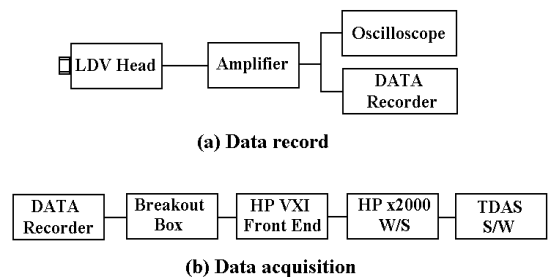 Oscilloscope
LDV Head
Amplifier
DATA
Recorder
(a) Data record
DATA
Recorder
Breakout
Box
HP VXI
Front End
HP x2000
W/S
TDAS
S/W
(b) Data acquisition